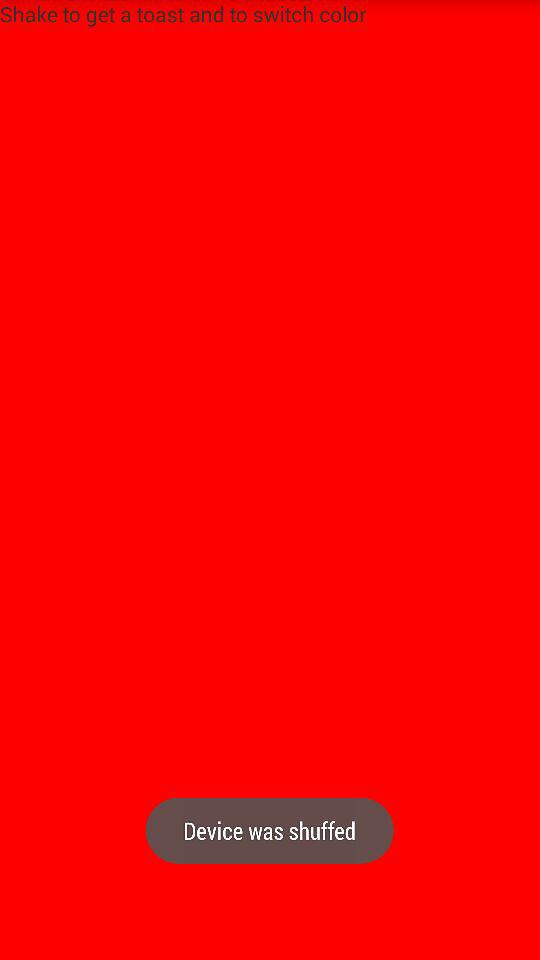 Shake to get a toast and to switch color
Device was shuffed